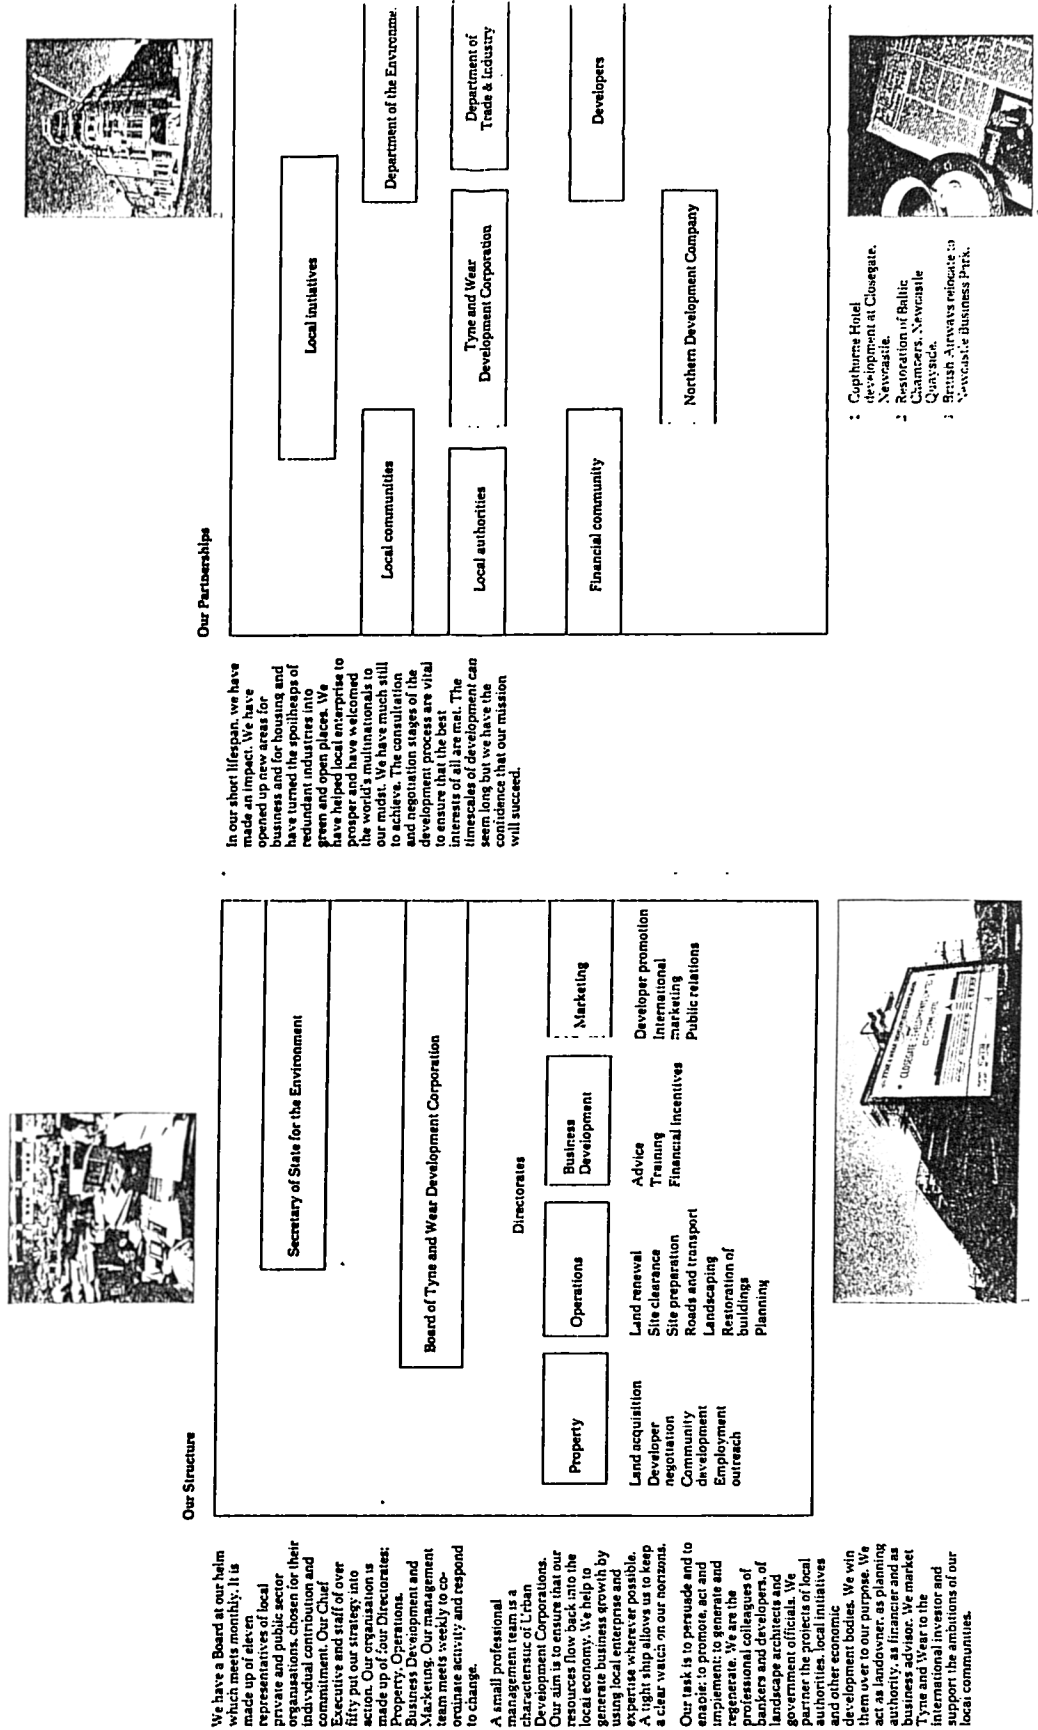 Our Structure
We have a Board at our helm
which meets monthly. It is
made up of eleven
representatives of local
private and public sector
organisations, chosen for their
individual contribution and
commitment. Our Chief
Executive and staff of over
fifty put our strategy into
action. Our organisation is
made up of four Directorates;
Property, Operations,
Business Development and
Marketing. Our management
team meets weekly to co-
ordinate activity and respond
to change.
A small professional
management team is a
characteristic of Urban
Development Corporations.
Our aim is to ensure that our
resources flow back into the
local economy. We help to
generate business growth by
using local enterprise and
expertise wherever possible.
A tight ship allows us to keep
a clear watch on our horizons.
Our task is to persuade and to
enable; to promote, act and
implement; to generate and
regenerate. We are the
professional colleagues of
bankers and developers, of
landscape architects and
government officials. We
partner the projects of local
authorities, local initiatives
and other economic
development bodies. We win
them over to our purpose. We
act as landowner, as planning
authority, as financier and as
business advisor. We market
Tyne and Wear to the
international investor and
support the ambitions of our
local communities.
Secretary of State for the Environment
Board of Tyne and Wear Development Corporation
Directorates
Property
Land acquisition
Developer
negotiation
Community
development
Employment
outreach
Operations
Land renewal
Site clearance
Site preparation
Roads and transport
Landscaping
Restoration of
buildings
Planning
Business
Development
Advice
Training
Financial Incentives
Marketing
Developer promotion
International
marketing
Public relations
CLOSEGATE
1
In our short lifespan, we have
made an impact. We have
opened up new areas for
business and for housing and
have turned the spoilheaps of
redundant industries into
green and open places. We
have helped local enterprise to
prosper and have welcomed
the world's multinationals to
our midst. We have much still
to achieve. The consultation
and negotiation stages of the
development process are vital
to ensure that the best
interests of all are met. The
timescales of development can
seem long but we have the
confidence that our mission
will succeed.
Our Partnerships
Local initiatives
Local communities
Department of the Environme
Local authorities
Tyne and Wear
Development Corporation
Department of
Trade & Industry
Financial community
Developers
Northern Development Company
Copthorne Hotel
development at Closegate,
Newcastle.
2 Restoration of Baltic
Chambers, Newcastle
Quayside.
3 British Airways relocate to
Newcastle Business Park.